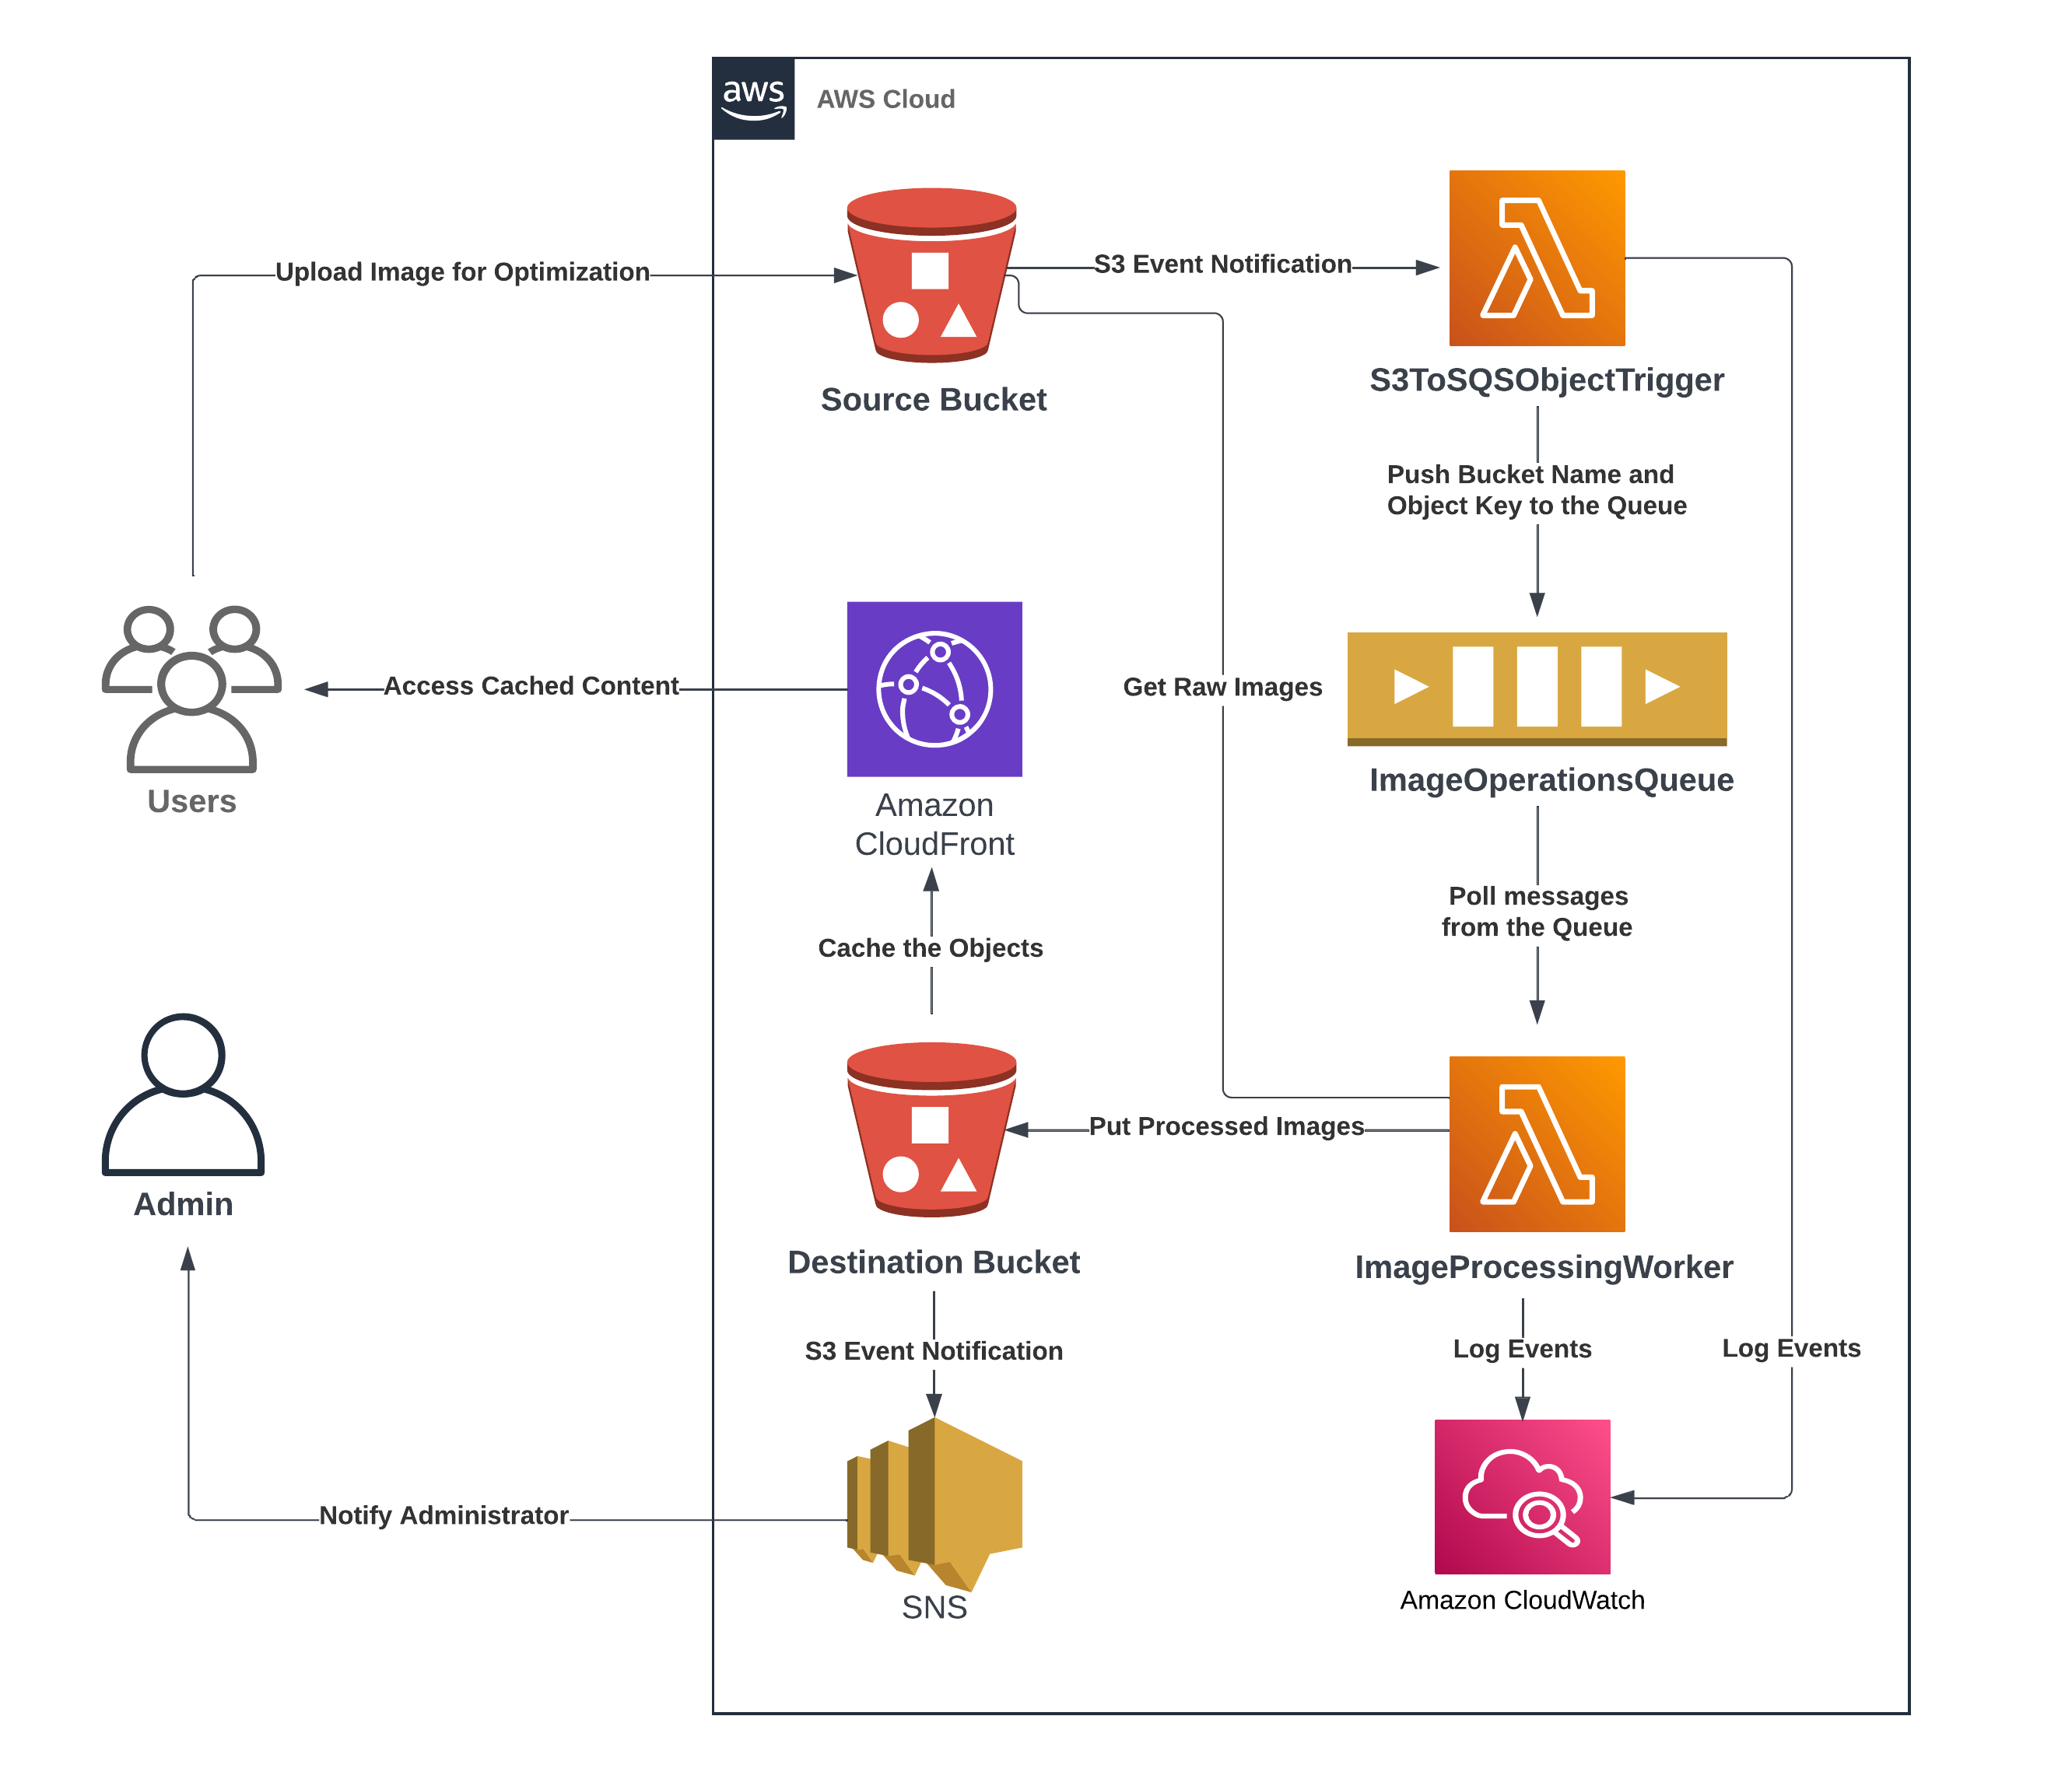 aws
AWS Cloud
Upload Image for Optimization
S3 Event Notification
Source Bucket
S3ToSQSObjectTrigger
Push Bucket Name and
Object Key to the Queue
Access Cached Content
Get Raw Images
Users
Amazon
CloudFront
ImageOperationsQueue
Poll messages
from the Queue
Cache the Objects
Put Processed Images
Admin
Destination Bucket
ImageProcessingWorker
S3 Event Notification
Log Events
Log Events
Notify Administrator
SNS
Amazon CloudWatch